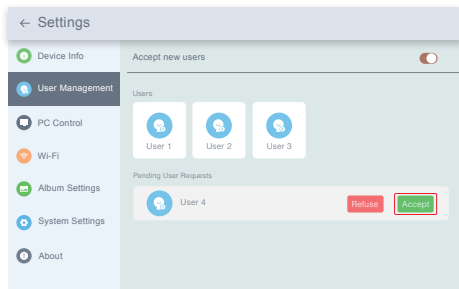 ← Settings
Device Info
Accept new users
User Management
Users
PC Control
User 1
User 2
User 3
Wi-Fi
Pending User Requests
Album Settings
User 4
Refuse
Accept
System Settings
About